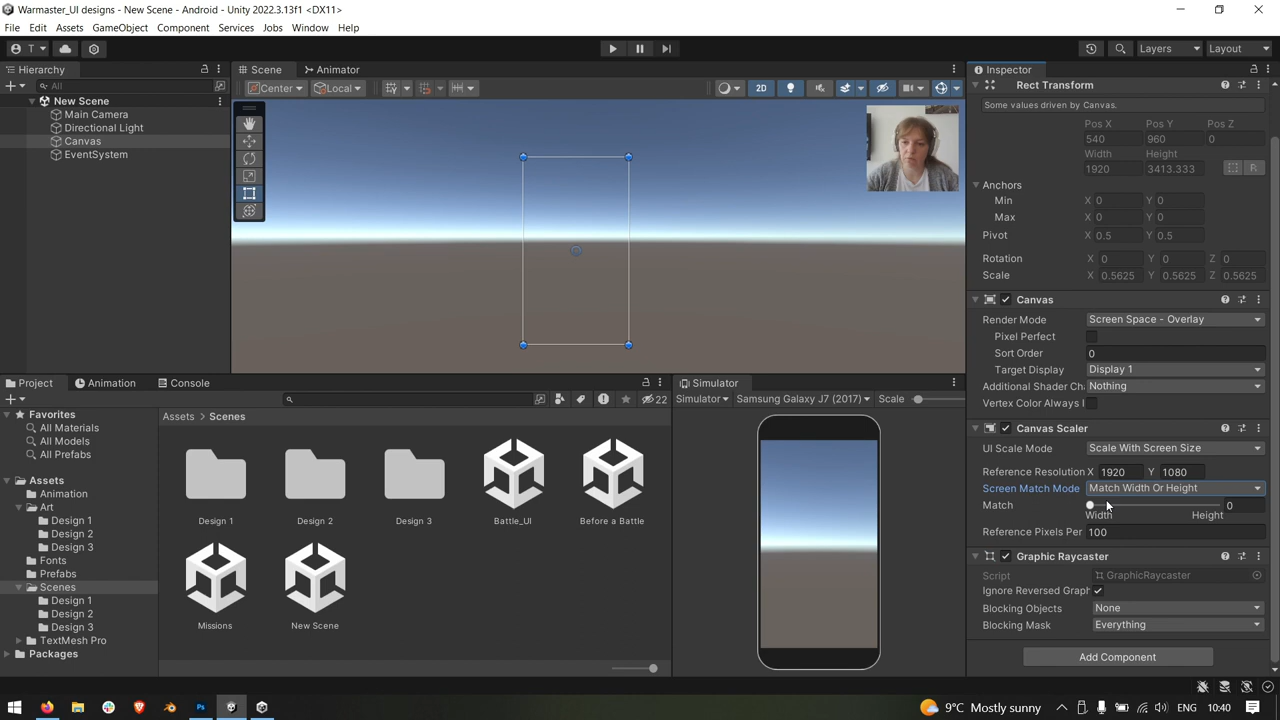 Warmaster_UI designs - New Scene - Android - Unity 2022.3.13f1 <DX11>
File Edit Assets GameObject Component Services Jobs Window Help
T Layers Layout
Hierarchy
All
New Scene
Main Camera
Directional Light
Canvas
EventSystem
Scene Animator
Center Local 2D
Inspector
Rect Transform
Some values driven by Canvas.
Pos X Pos Y Pos Z
540 960 0
Width Height
1920 3413.333 R
Anchors
Min X 0 Y 0
Max X 0 Y 0
Pivot X 0.5 Y 0.5
Rotation X 0 Y 0 Z 0
Scale X 0.5625 Y 0.5625 Z 0.5625
Canvas
Render Mode Screen Space - Overlay
Pixel Perfect
Sort Order 0
Target Display Display 1
Additional Shader Cha Nothing
Vertex Color Always I
Canvas Scaler
UI Scale Mode Scale With Screen Size
Reference Resolution X 1920 Y 1080
Screen Match Mode Match Width Or Height
Match 0
Width Height
Reference Pixels Per 100
Graphic Raycaster
Script GraphicRaycaster
Ignore Reversed Graph
Blocking Objects None
Blocking Mask Everything
Add Component
Project Animation Console
22
Favorites
All Materials
All Models
All Prefabs
Assets
Animation
Art
Design 1
Design 2
Design 3
Fonts
Prefabs
Scenes
Design 1
Design 2
Design 3
TextMesh Pro
Packages
Assets > Scenes
Design 1 Design 2 Design 3 Battle_UI Before a Battle
Missions New Scene
Simulator
Simulator Samsung Galaxy J7 (2017) Scale
9°C Mostly sunny ENG 10:40